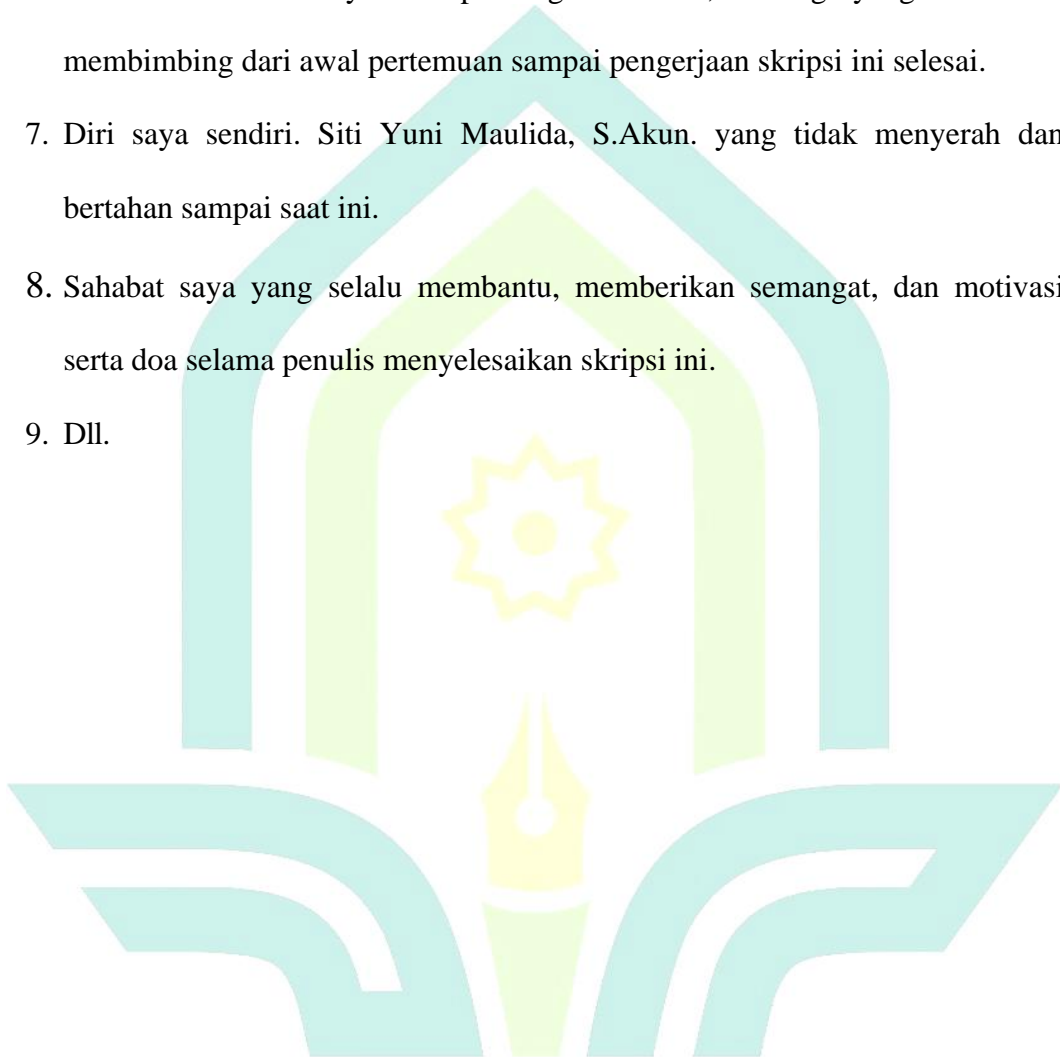 membimbing dari awal pertemuan sampai pengerjaan skripsi ini selesai.
7. Diri saya sendiri. Siti Yuni Maulida, S.Akun. yang tidak menyerah dan
bertahan sampai saat ini.
8. Sahabat saya yang selalu membantu, memberikan semangat, dan motivasi
serta doa selama penulis menyelesaikan skripsi ini.
9. Dll.